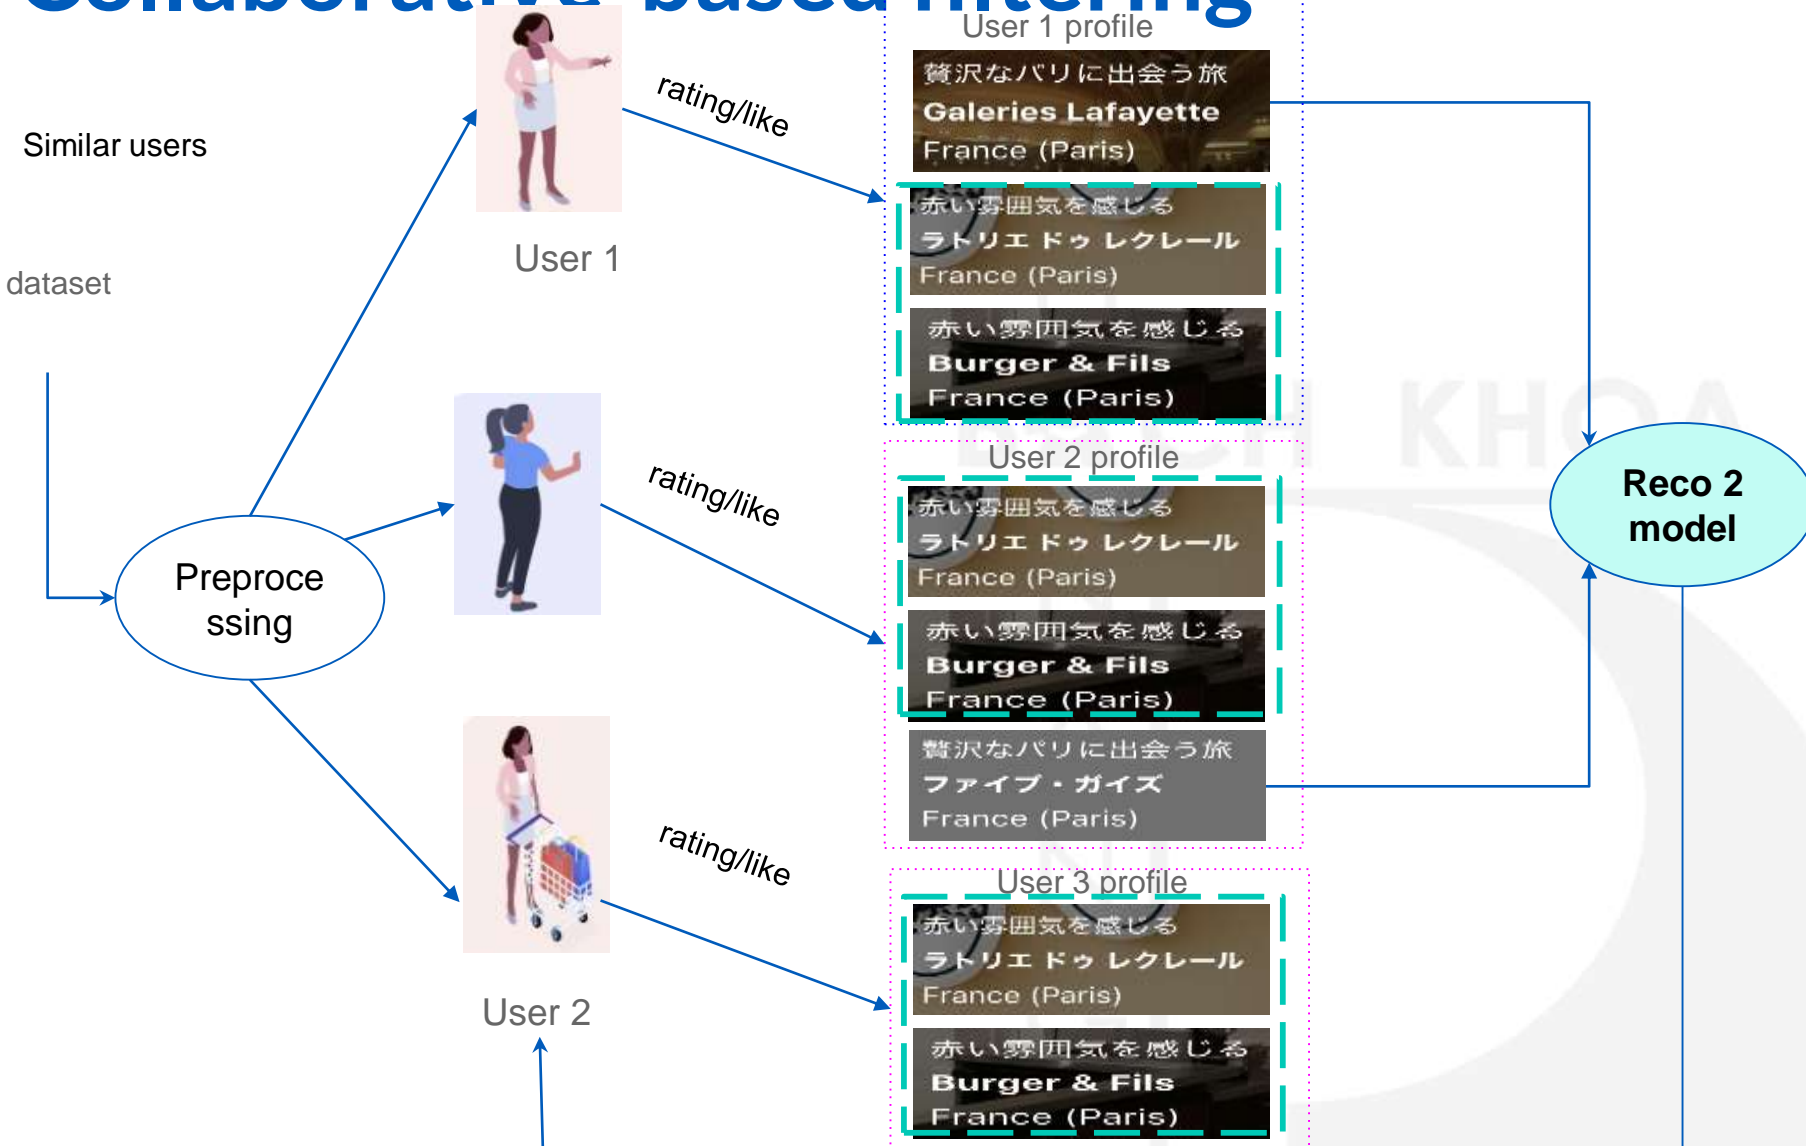 Collaborative-based filtering
Similar users
dataset
Preproce
ssing
User 1
rating/like
rating/like
User 2
rating/like
User 1 profile
贅沢なパリに出会う旅
Galeries Lafayette
France (Paris)
赤い雰囲気を感じる
ラトリエ ドゥ レクレール
France (Paris)
赤い雰囲気を感じる
Burger & Fils
France (Paris)
User 2 profile
赤い雰囲気を感じる
ラトリエ ドゥ レクレール
France (Paris)
赤い雰囲気を感じる
Burger & Fils
France (Paris)
贅沢なパリに出会う旅
ファイブ・ガイズ
France (Paris)
User 3 profile
赤い雰囲気を感じる
ラトリエ ドゥ レクレール
France (Paris)
赤い雰囲気を感じる
Burger & Fils
France (Paris)
Reco 2
model
KHOA